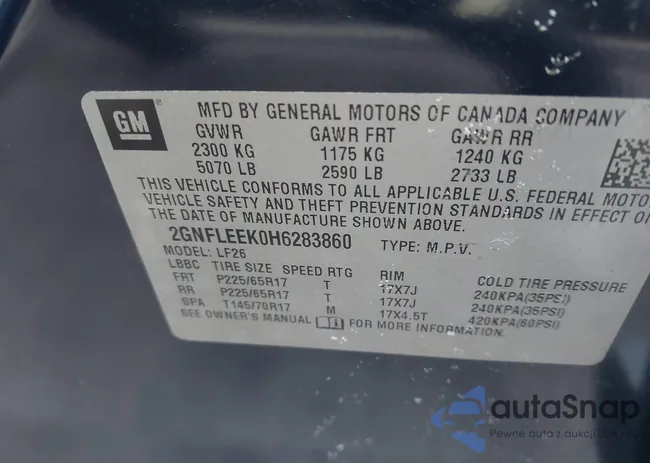 GM
MFD BY GENERAL MOTORS OF CANADA COMPANY
GVWR GAWR FRT GAWR RR
2300 KG 1175 KG 1240 KG
5070 LB 2590 LB 2733 LB
THIS VEHICLE CONFORMS TO ALL APPLICABLE U.S. FEDERAL MOTOR
VEHICLE SAFETY AND THEFT PREVENTION STANDARDS IN EFFECT ON
THE DATE OF MANUFACTURE SHOWN ABOVE.
2GNFLEEK0H6283860 TYPE: M.P.V.
MODEL: LF26
LBBC TIRE SIZE SPEED RTG RIM COLD TIRE PRESSURE
FRT P225/65R17 T 17X7J 240KPA(35PSI)
RR P225/65R17 T 17X7J 240KPA(35PSI)
SPA T145/70R17 M 17X4.5T 420KPA(60PSI)
SEE OWNER'S MANUAL FOR MORE INFORMATION.
autaSnap
Pewne auta z aukcji USA